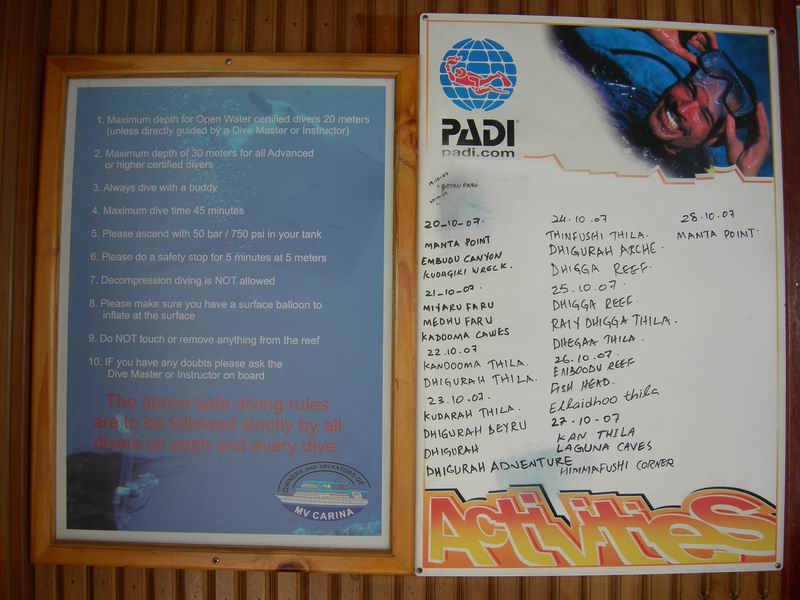 1. Maximum depth for Open Water certified divers 20 meters
(unless directly guided by a Dive Master or Instructor)
2. Maximum depth of 30 meters for all Advanced
or higher certified divers
3. Always dive with a buddy
4. Maximum dive time 45 minutes
5. Please ascend with 50 bar / 750 psi in your tank
6. Please do a safety stop for 5 minutes at 5 meters
7. Decompression diving is NOT allowed
8. Please make sure you have a surface balloon to
inflate at the surface
9. Do NOT touch or remove anything from the reef
10. IF you have any doubts please ask the
Dive Master or Instructor on board
The above safe diving rules
are to be followed strictly by all
divers on each and every dive.
OWNERS AND OPERATORS OF
MV CARINA
PADI
padi.com
FARU
20-10-07.
MANTA POINT
EMBUDU CANYON
KUDAGIKI WRECK.
21-10-07.
MIYARU FARU
MEDHU FARU
KADOOMA CAWES
22.10.07
KANDOOMA THILA.
DHIGURAH THILA.
23.10.07.
KUDARAH THILA.
DHIGURAH BEYRU
DHIGURAH
DHIGURAH ADVENTURE
24.10.07
THINFUSHI THILA.
DHIGURAH ARCHE.
DHIGGA REEF.
25.10.07.
DHIGGA REEF.
RAIY DHIGGA THILA.
DHEGAA THILA.
26.10.07.
EMBOODU REEF
FISH HEAD.
Ellaidhoo thila
27-10-07
KAN THILA
LAGUNA CAVES
HIMMAFUSHI CORNER
28.10.07
MANTA POINT.
Activities